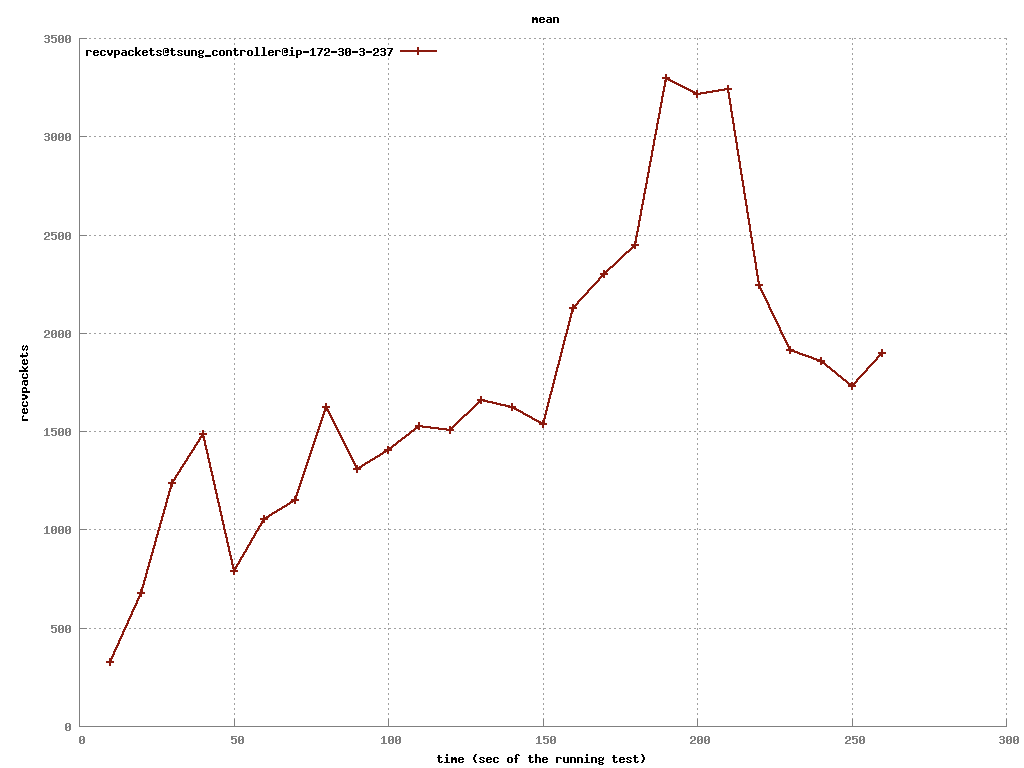 mean
recvpackets@tsung_controller@ip-172-30-3-237
3500
3000
2500
2000
1500
1000
500
0
recvpackets
0 50 100 150 200 250 300
time (sec of the running test)